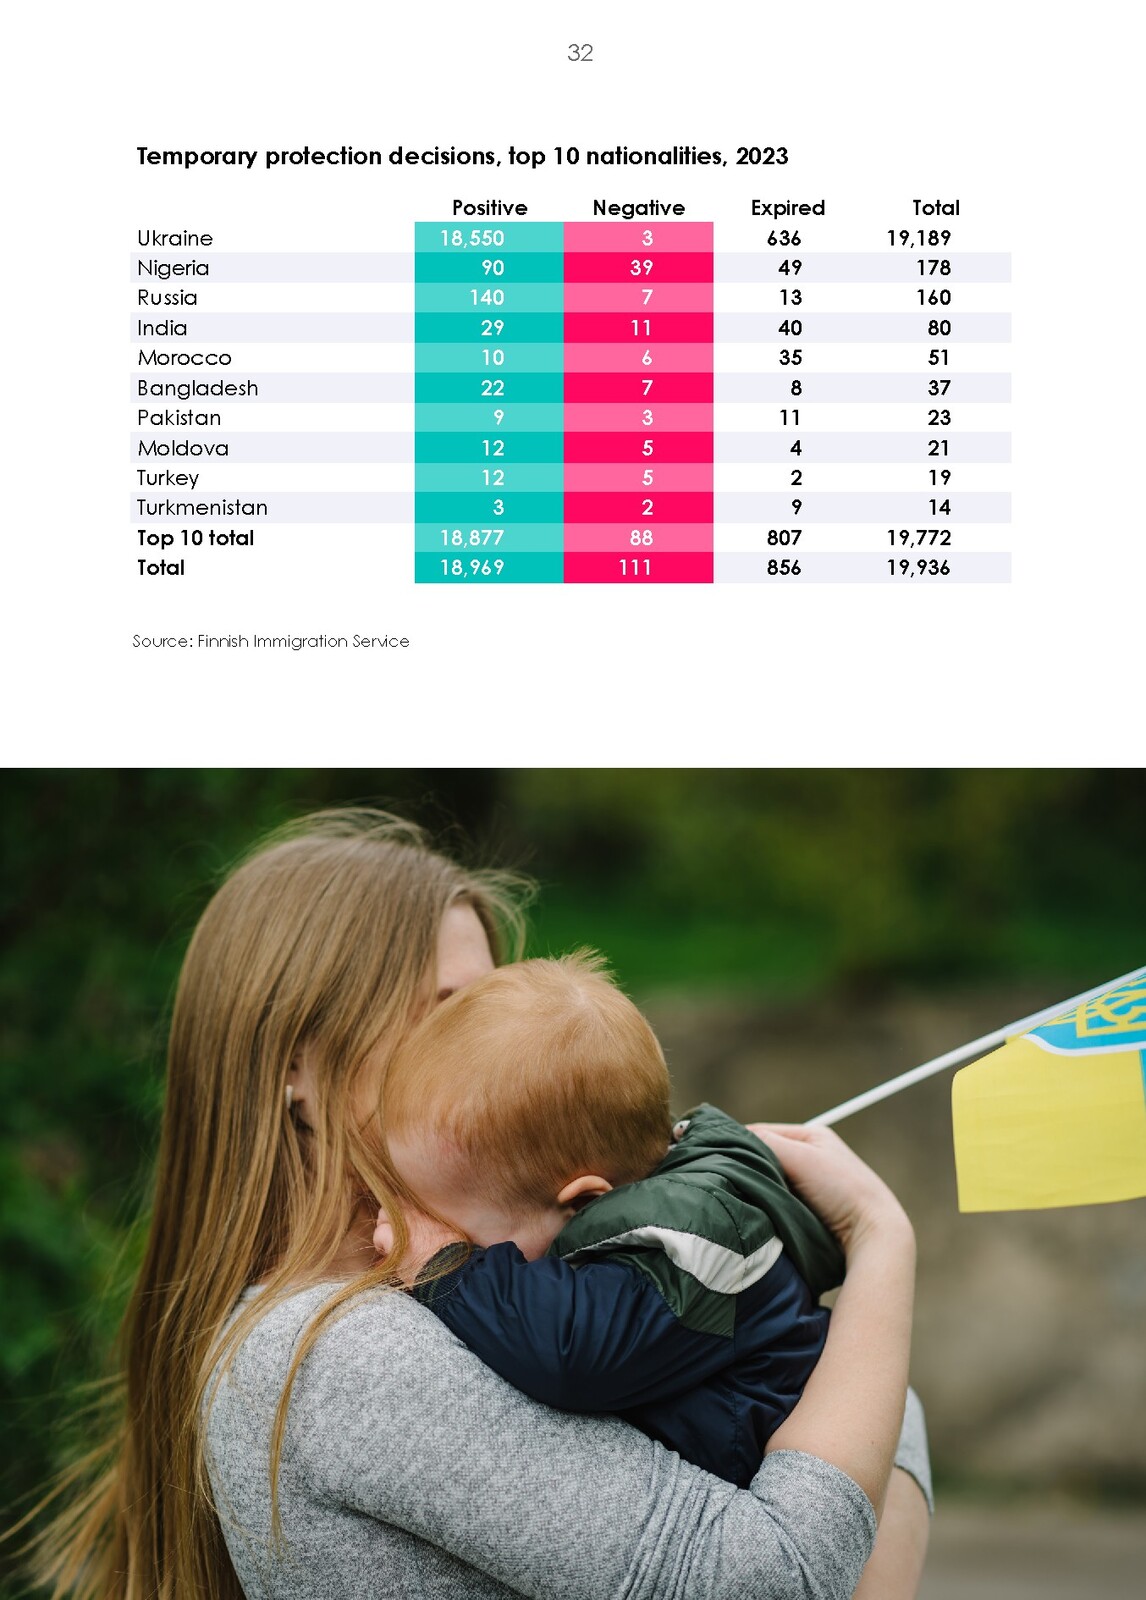 32
Temporary protection decisions, top 10 nationalities, 2023
Positive Negative Expired Total
Ukraine 18,550 3 636 19,189
Nigeria 90 39 49 178
Russia 140 7 13 160
India 29 11 40 80
Morocco 10 6 35 51
Bangladesh 22 7 8 37
Pakistan 9 3 11 23
Moldova 12 5 4 21
Turkey 12 5 2 19
Turkmenistan 3 2 9 14
Top 10 total 18,877 88 807 19,772
Total 18,969 111 856 19,936
Source: Finnish Immigration Service